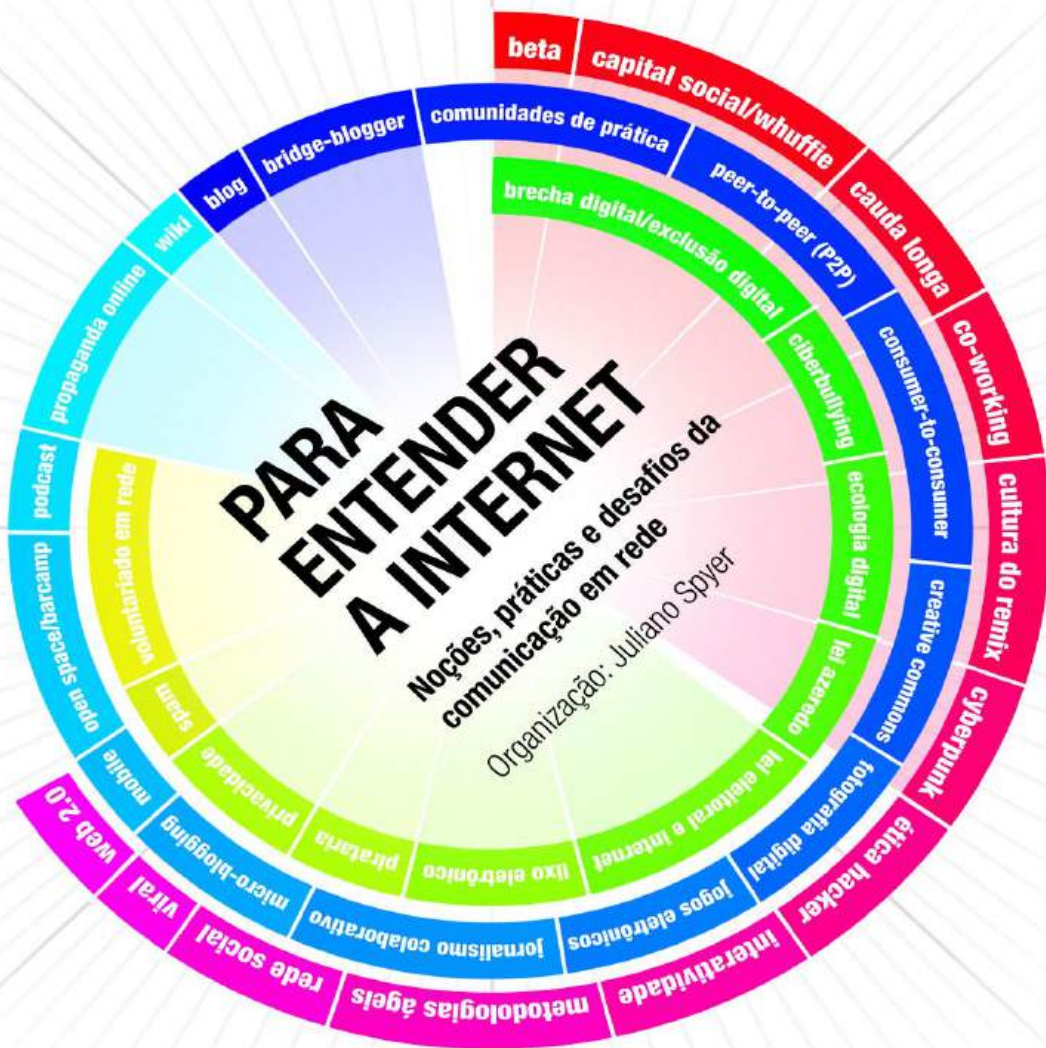 beta
capital social/whuffie
cauda longa
co-working
cultura do remix
cyberpunk
ética hacker
interatividade
metodologias ágeis
rede social
viral
web 2.0
blog
bridge-blogger
comunidades de prática
peer-to-peer (P2P)
consumer-to-consumer
creative commons
fotografia digital
jogos eletrônicos
jornalismo colaborativo
micro-blogging
mobile
open space/barcamp
podcast
propaganda online
wiki
brecha digital/exclusão digital
ciberbullying
ecologia digital
lei azeredo
lei eleitoral e internet
lixo eletrônico
pirataria
privacidade
spam
voluntariado em rede
PARA
ENTENDER
A INTERNET
Noções, práticas e desafios da
comunicação em rede
Organização: Juliano Spyer